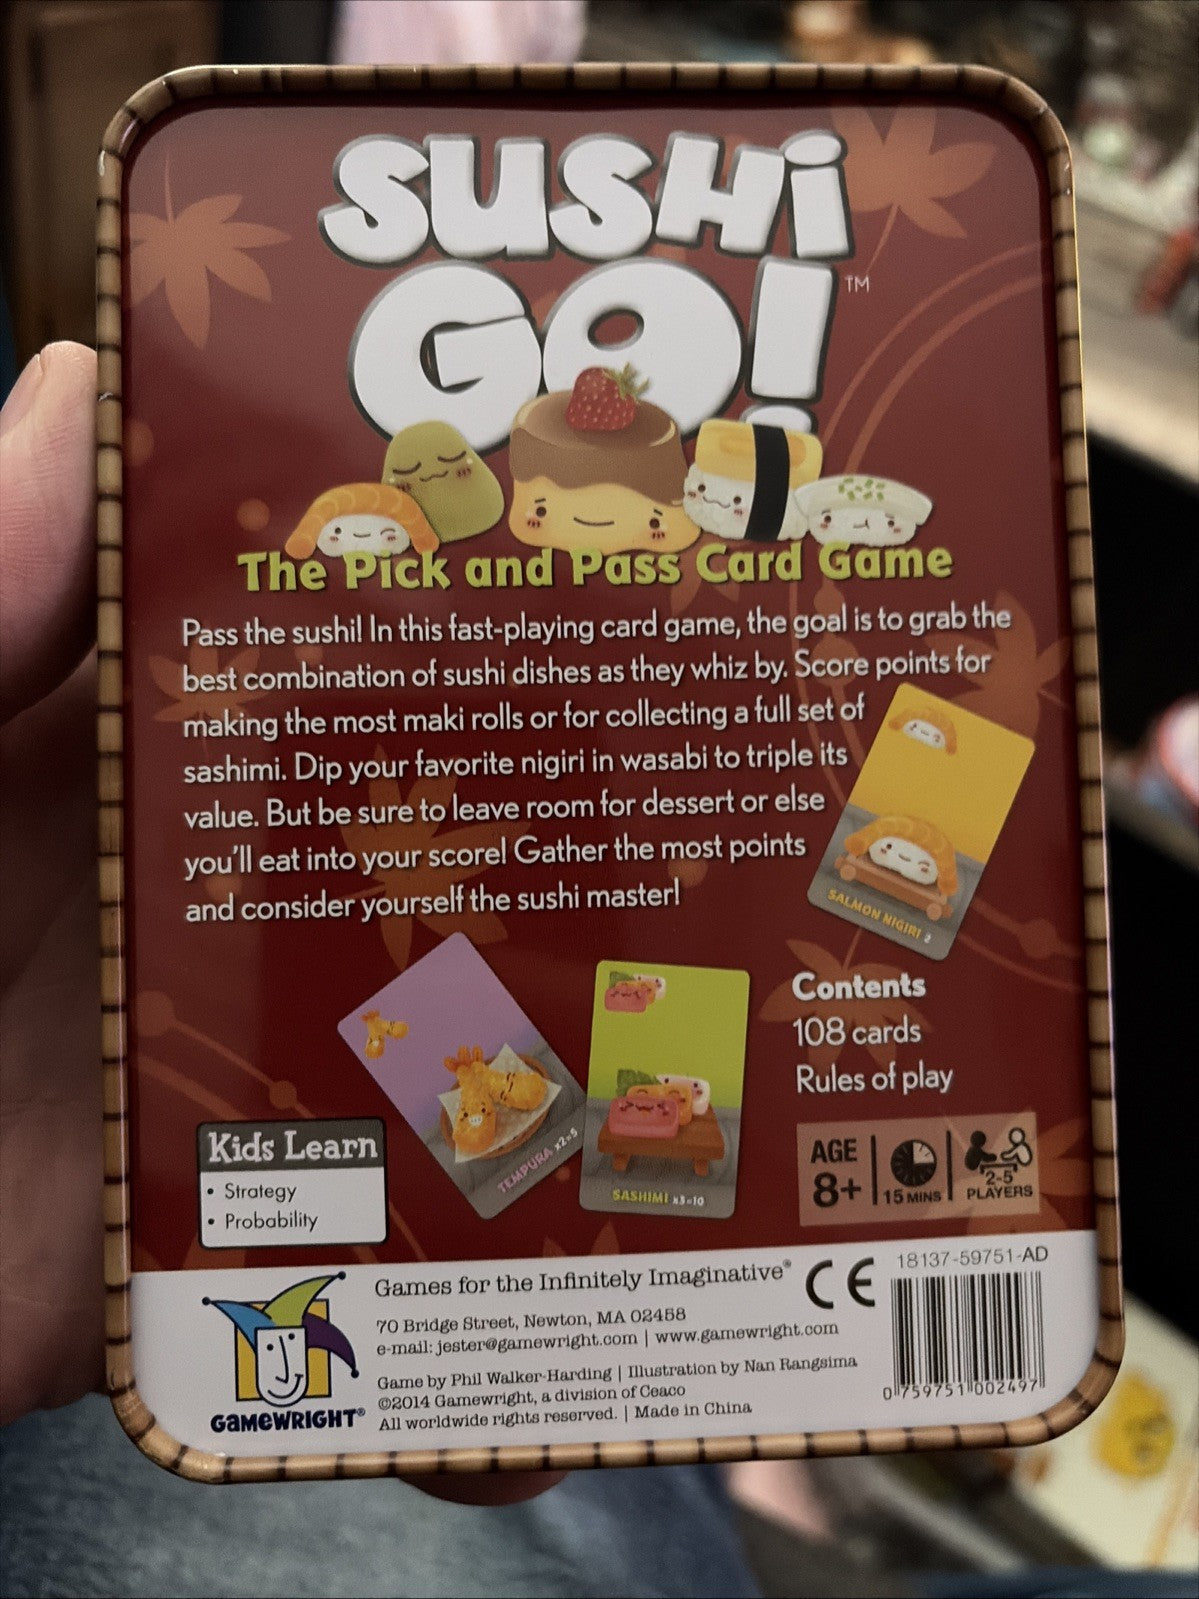 SUSHi
GO!™
The Pick and Pass Card Game
Pass the sushi! In this fast-playing card game, the goal is to grab the
best combination of sushi dishes as they whiz by. Score points for
making the most maki rolls or for collecting a full set of
sashimi. Dip your favorite nigiri in wasabi to triple its
value. But be sure to leave room for dessert or else
you'll eat into your score! Gather the most points
and consider yourself the sushi master!
SALMON NIGIRI 2
TEMPURA x2=5
SASHIMI x3=10
Contents
108 cards
Rules of play
Kids Learn
• Strategy
• Probability
AGE
8+
15 MINS
2-5
PLAYERS
GAMEWRIGHT®
Games for the Infinitely Imaginative®
70 Bridge Street, Newton, MA 02458
e-mail: jester@gamewright.com | www.gamewright.com
Game by Phil Walker-Harding | Illustration by Nan Rangsima
©2014 Gamewright, a division of Ceaco
All worldwide rights reserved. | Made in China
CE
18137-59751-AD
0 759751 002497